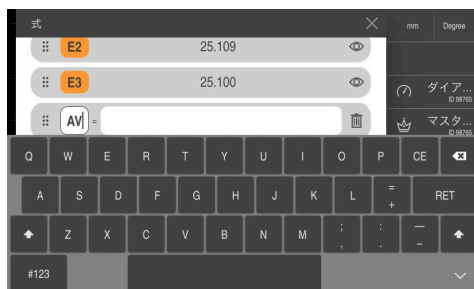 式
mm Degree
E2 25.109
E3 25.100
ダイア...
ID 98765
AV =
マスタ...
ID 98765
Q W E R T Y U I O P CE
A S D F G H J K L = + RET
Z X C V B N M ; , : . — -
#123